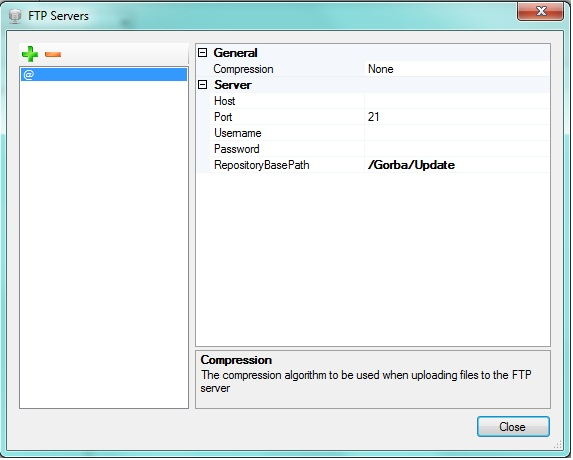 FTP Servers
@
General
Compression None
Server
Host
Port 21
Username
Password
RepositoryBasePath /Gorba/Update
Compression
The compression algorithm to be used when uploading files to the FTP
server
Close